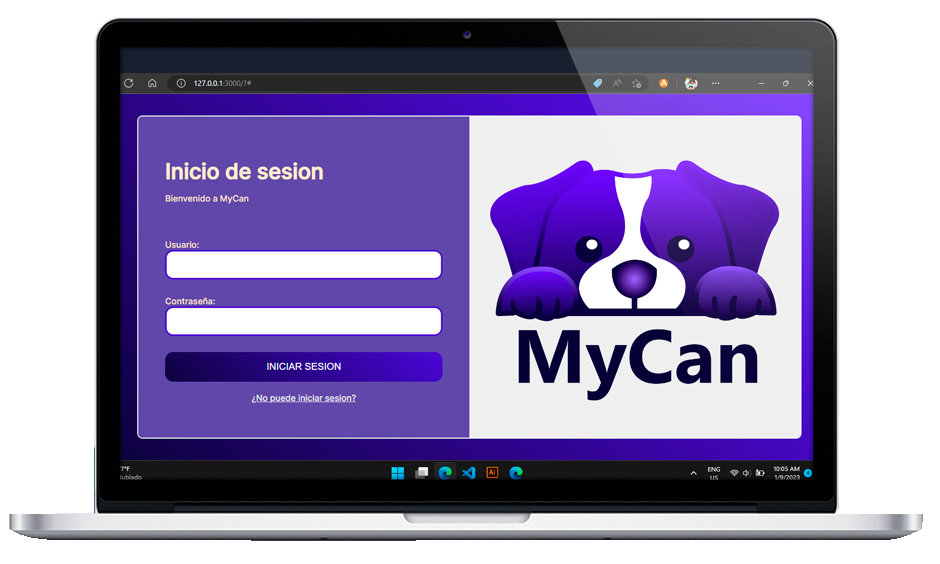 127.0.0.1:3000/?#
Inicio de sesion
Bienvenido a MyCan
Usuario:
Contraseña:
INICIAR SESION
¿No puede iniciar sesion?
MyCan
7°F
ublado
Ai
ENG
US
10:05 AM
1/9/2023